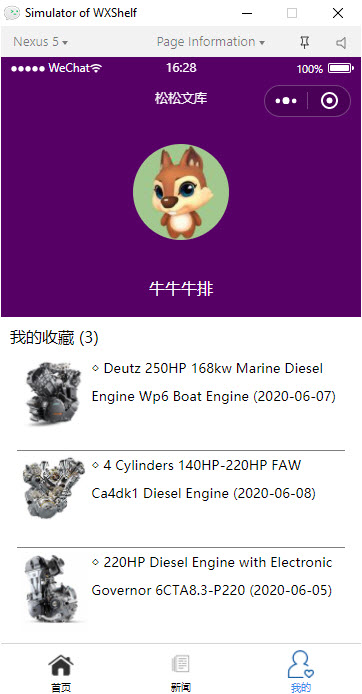 Simulator of WXShelf
Nexus 5
Page Information
WeChat
16:28
100%
松松文库
牛牛牛排
我的收藏 (3)
◇ Deutz 250HP 168kw Marine Diesel
Engine Wp6 Boat Engine (2020-06-07)
◇ 4 Cylinders 140HP-220HP FAW
Ca4dk1 Diesel Engine (2020-06-08)
◇ 220HP Diesel Engine with Electronic
Governor 6CTA8.3-P220 (2020-06-05)
首页
新闻
我的